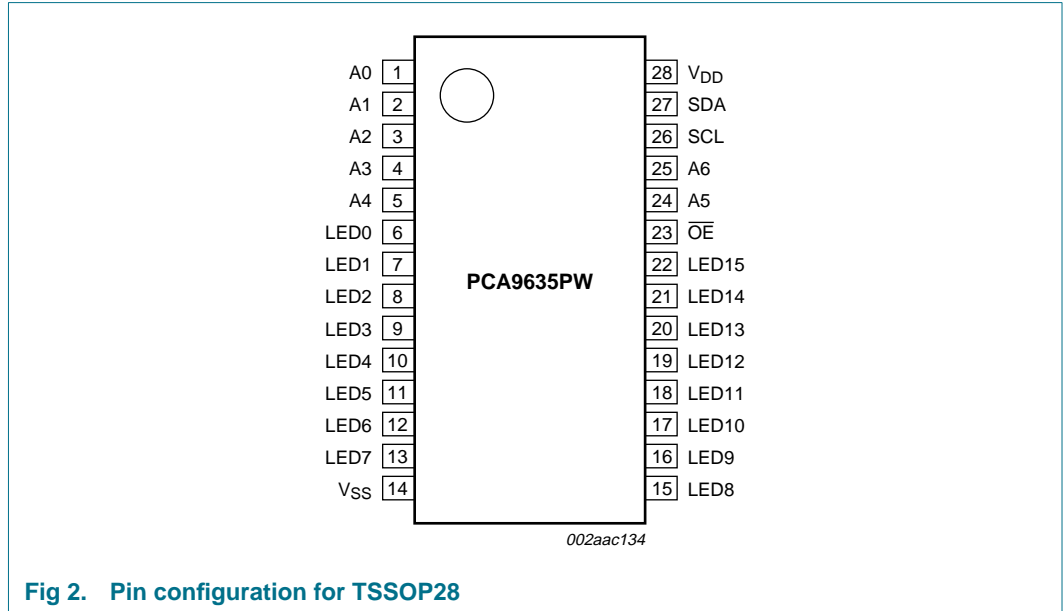 A0 1 28 VDD
A1 2 27 SDA
A2 3 26 SCL
A3 4 25 A6
A4 5 24 A5
LED0 6 23 O̅E̅
LED1 7 22 LED15
LED2 8 PCA9635PW 21 LED14
LED3 9 20 LED13
LED4 10 19 LED12
LED5 11 18 LED11
LED6 12 17 LED10
LED7 13 16 LED9
VSS 14 15 LED8
002aac134
Fig 2. Pin configuration for TSSOP28